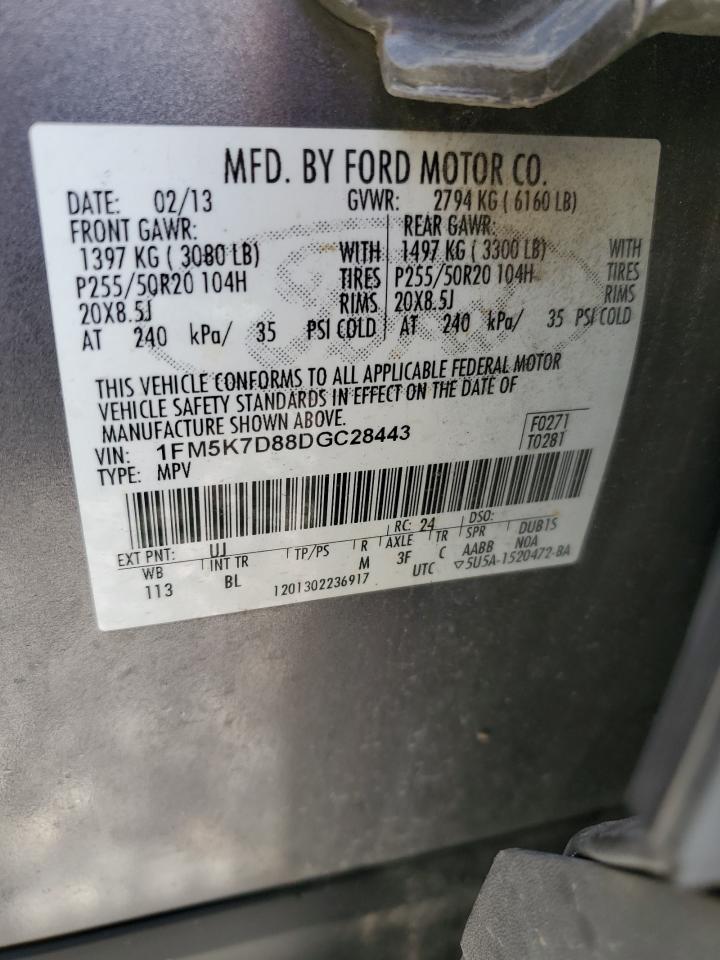 MFD. BY FORD MOTOR CO.
DATE: 02/13 GVWR: 2794 KG ( 6160 LB)
FRONT GAWR: REAR GAWR:
1397 KG ( 3080 LB) WITH 1497 KG ( 3300 LB) WITH
P255/50R20 104H TIRES P255/50R20 104H TIRES
20X8.5J RIMS 20X8.5J RIMS
AT 240 kPa/ 35 PSI COLD AT 240 kPa/ 35 PSI COLD
THIS VEHICLE CONFORMS TO ALL APPLICABLE FEDERAL MOTOR
VEHICLE SAFETY STANDARDS IN EFFECT ON THE DATE OF
MANUFACTURE SHOWN ABOVE.
VIN: 1FM5K7D88DGC28443 F0271
TYPE: MPV T0281
RC: 24 DSO:
EXT PNT: UJ TP/PS R AXLE TR SPR DUB1S
WB INT TR M 3F C AABB NOA
113 BL 1201302236917 UTC ▽5U5A-1520472-BA